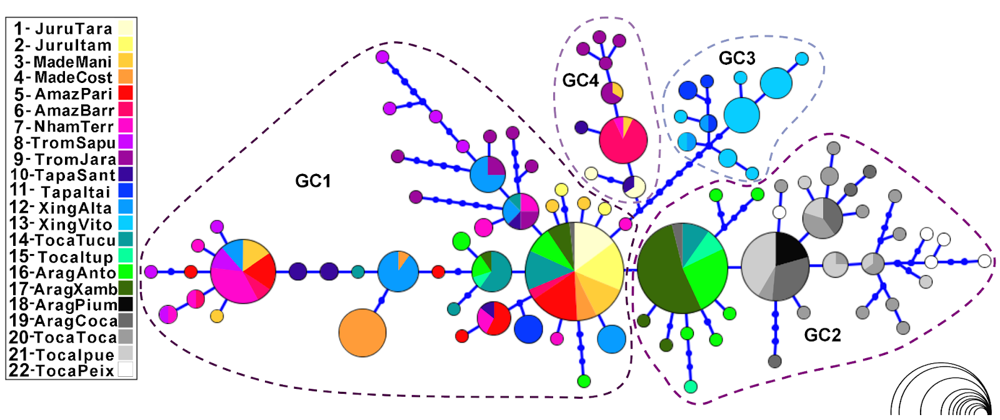 1- JuruTara
2- JuruItam
3- MadeMani
4- MadeCost
5- AmazPari
6- AmazBarr
7- NhamTerr
8- TromSapu
9- TromJara
10-TapaSant
11- TapaItai
12- XingAlta
13- XingVito
14-TocaTucu
15-TocaItup
16-AragAnto
17-AragXamb
18-AragPium
19-AragCoca
20-TocaToca
21-TocaIpue
22-TocaPeix
GC1
GC4
GC3
GC2